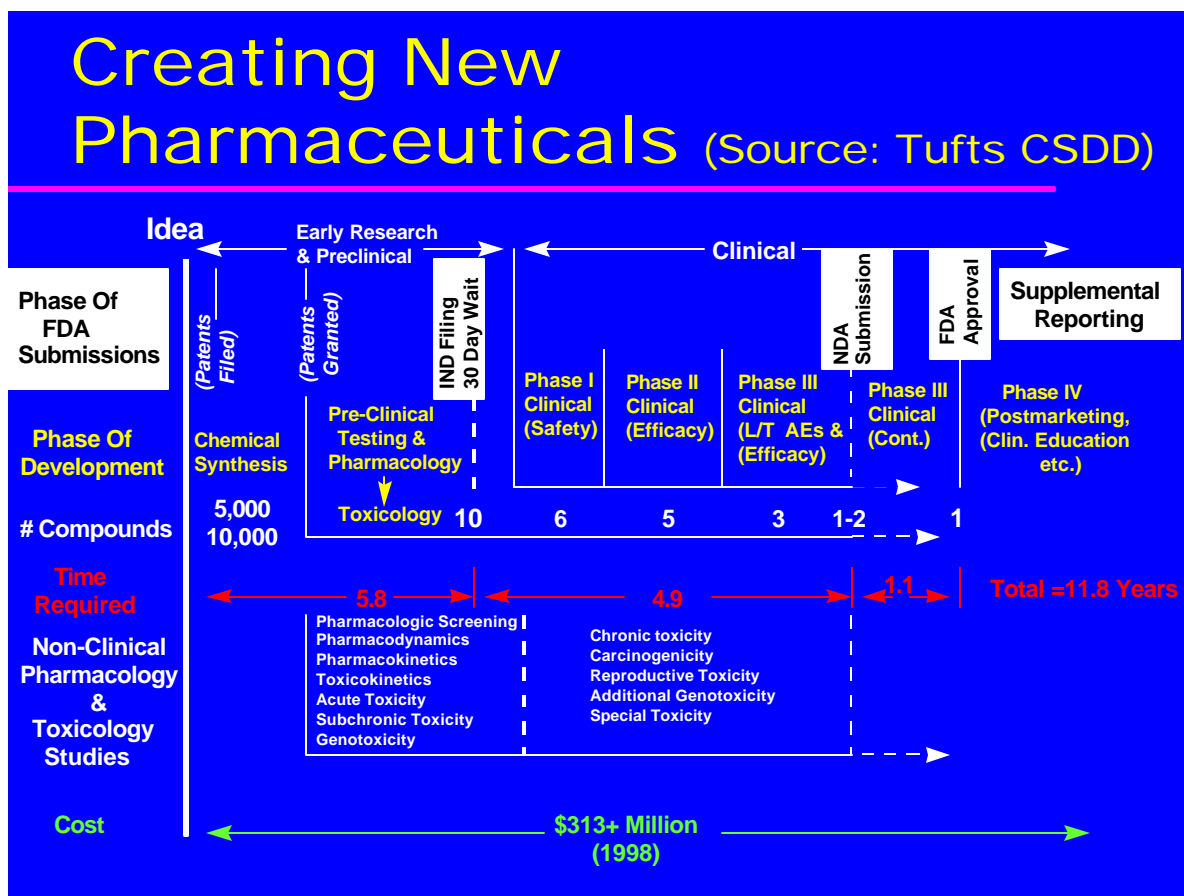 Creating New
Pharmaceuticals (Source: Tufts CSDD)
Idea
Early Research
& Preclinical
Clinical
Phase Of
FDA
Submissions
(Patents
Filed)
(Patents
Granted)
IND Filing
30 Day Wait
NDA
Submission
FDA
Approval
Supplemental
Reporting
Phase Of
Development
Chemical
Synthesis
Pre-Clinical
Testing &
Pharmacology
Toxicology
Phase I
Clinical
(Safety)
Phase II
Clinical
(Efficacy)
Phase III
Clinical
(L/T AEs &
(Efficacy)
Phase III
Clinical
(Cont.)
Phase IV
(Postmarketing,
(Clin. Education
etc.)
# Compounds
5,000
10,000
10
6
5
3
1-2
1
Time
Required
5.8
4.9
1.1
Total =11.8 Years
Non-Clinical
Pharmacology
&
Toxicology
Studies
Pharmacologic Screening
Pharmacodynamics
Pharmacokinetics
Toxicokinetics
Acute Toxicity
Subchronic Toxicity
Genotoxicity
Chronic toxicity
Carcinogenicity
Reproductive Toxicity
Additional Genotoxicity
Special Toxicity
Cost
$313+ Million
(1998)